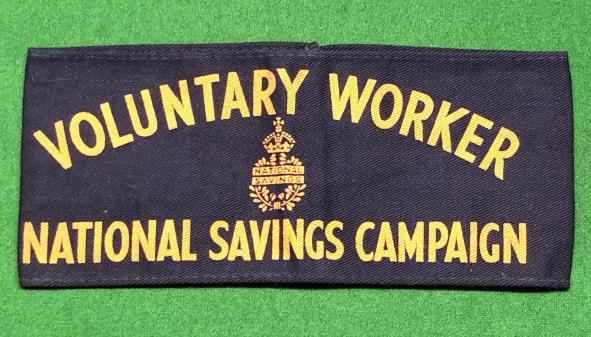 VOLUNTARY WORKER
NATIONAL
SAVINGS
NATIONAL SAVINGS CAMPAIGN